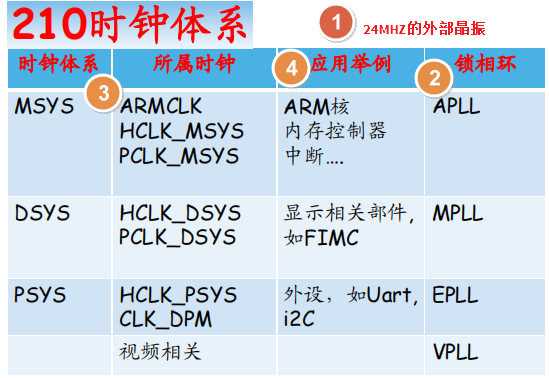 210时钟体系
1
24MHZ的外部晶振
时钟体系
3
所属时钟
4
应用举例
2
锁相环
MSYS
ARMCLK
HCLK_MSYS
PCLK_MSYS
ARM核
内存控制器
中断....
APLL
DSYS
HCLK_DSYS
PCLK_DSYS
显示相关部件,
如FIMC
MPLL
PSYS
HCLK_PSYS
CLK_DPM
外设，如Uart,
i2C
EPLL
视频相关
VPLL